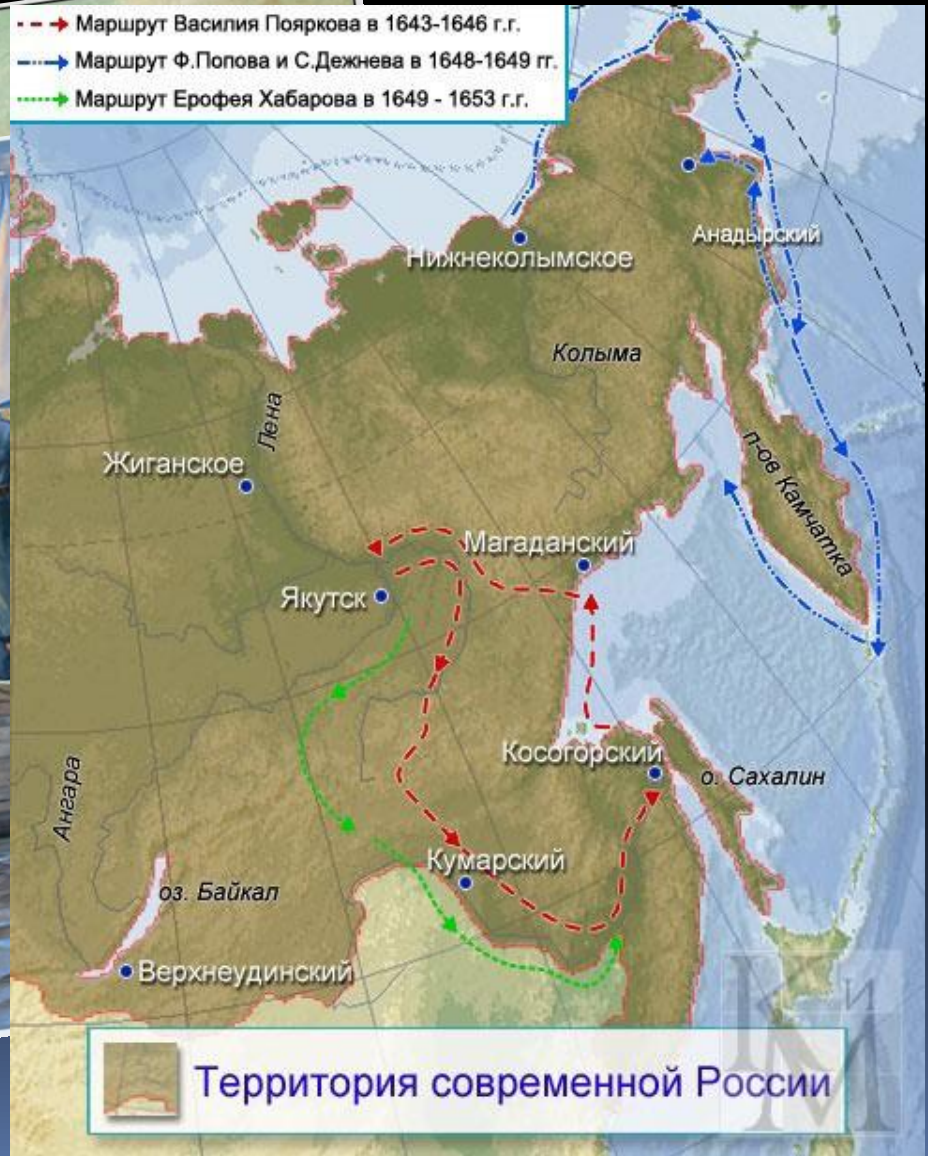 Маршрут Василия Пояркова в 1643-1646 г.г.
Маршрут Ф.Попова и С.Дежнева в 1648-1649 гг.
Маршрут Ерофея Хабарова в 1649 - 1653 г.г.
Анадырский
Нижнеколымское
Колыма
Лена
Жиганское
п-ов Камчатка
Магаданский
Якутск
Косогорский
о. Сахалин
Ангара
Кумарский
оз. Байкал
Верхнеудинский
К и М
Территория современной России